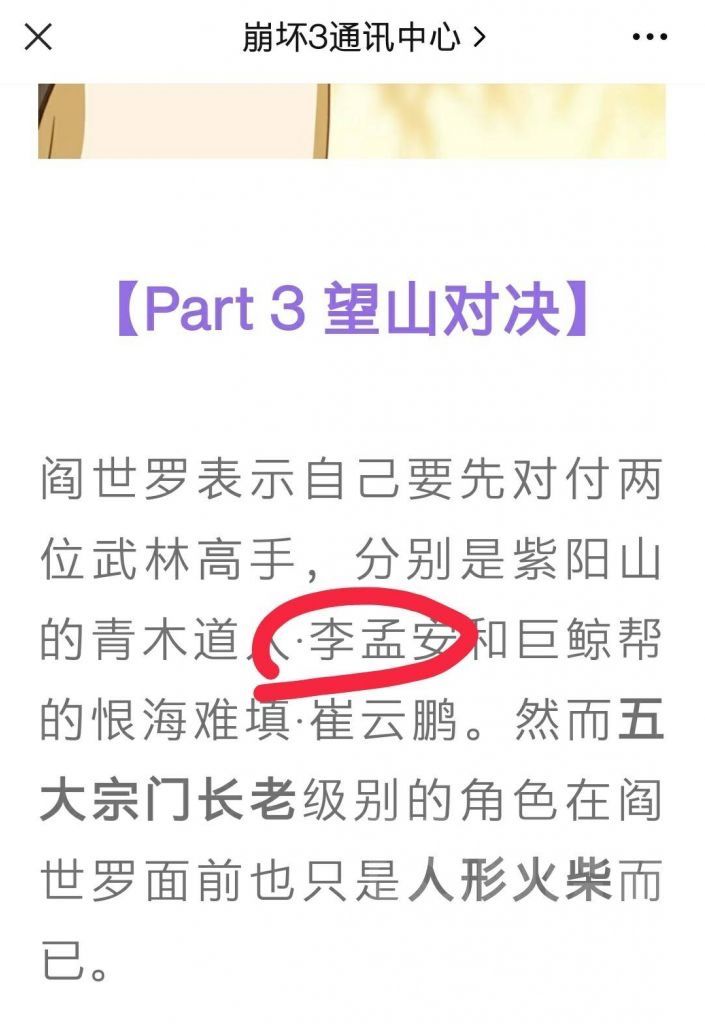 崩坏3通讯中心
【Part 3 望山对决】
阎世罗表示自己要先对付两
位武林高手，分别是紫阳山
的青木道人·李孟安和巨鲸帮
的恨海难填·崔云鹏。然而五
大宗门长老级别的角色在阎
世罗面前也只是人形火柴而
已。